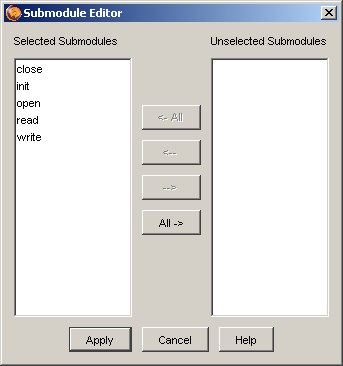 Submodule Editor
Selected Submodules
Unselected Submodules
close
init
open
read
write
<- All
<--
-->
All ->
Apply
Cancel
Help